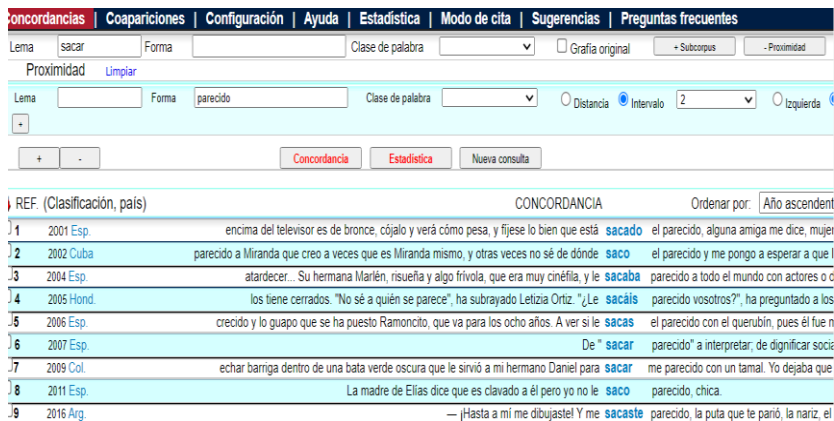 Concordancias | Coapariciones | Configuración | Ayuda | Estadística | Modo de cita | Sugerencias | Preguntas frecuentes
Lema sacar Forma Clase de palabra Grafía original + Subcorpus - Proximidad
Proximidad Limpiar
Lema Forma parecido Clase de palabra Distancia Intervalo 2 Izquierda
+
+ - Concordancia Estadística Nueva consulta
REF. (Clasificación, país) CONCORDANCIA Ordenar por: Año ascendent
1 2001 Esp. encima del televisor es de bronce, cójalo y verá cómo pesa, y fíjese lo bien que está sacado el parecido, alguna amiga me dice, mujer
2 2002 Cuba parecido a Miranda que creo a veces que es Miranda mismo, y otras veces no sé de dónde saco el parecido y me pongo a esperar a que
3 2004 Esp. atardecer... Su hermana Marlén, risueña y algo frívola, que era muy cinéfila, y le sacaba parecido a todo el mundo con actores o
4 2005 Hond. los tiene cerrados. "No sé a quién se parece", ha subrayado Letizia Ortiz. "¿Le sacáis parecido vosotros?", ha preguntado a los
5 2006 Esp. crecido y lo guapo que se ha puesto Ramoncito, que va para los ocho años. A ver si le sacas el parecido con el querubín, pues él fue
6 2007 Esp. De " sacar parecido" a interpretar; de dignificar socia
7 2009 Col. echar barriga dentro de una bata verde oscura que le sirvió a mi hermano Daniel para sacar me parecido con un tamal. Yo dejaba que
8 2011 Esp. La madre de Elías dice que es clavado a él pero yo no le saco parecido, chica.
9 2016 Arg. — ¡Hasta a mí me dibujaste! Y me sacaste parecido, la puta que te parió, la nariz, el